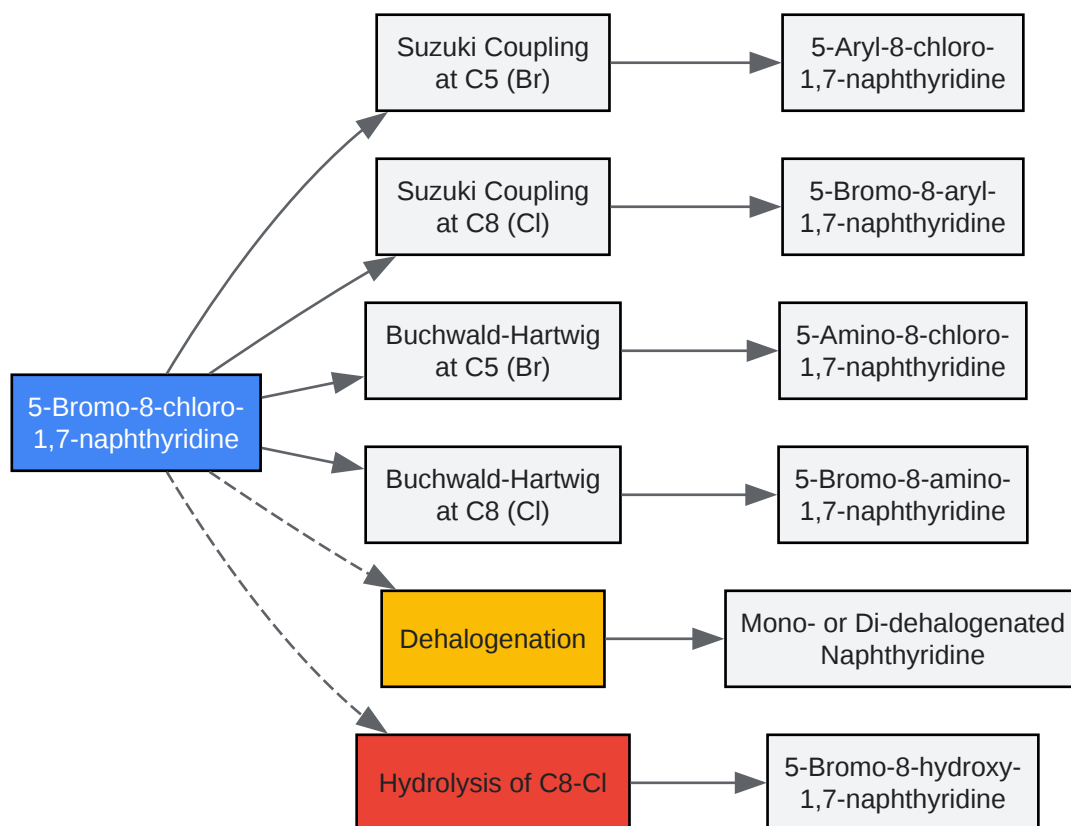 Suzuki Coupling
at C5 (Br)
5-Aryl-8-chloro-
1,7-naphthyridine
Suzuki Coupling
at C8 (Cl)
5-Bromo-8-aryl-
1,7-naphthyridine
Buchwald-Hartwig
at C5 (Br)
5-Amino-8-chloro-
1,7-naphthyridine
5-Bromo-8-chloro-
1,7-naphthyridine
Buchwald-Hartwig
at C8 (Cl)
5-Bromo-8-amino-
1,7-naphthyridine
Dehalogenation
Mono- or Di-dehalogenated
Naphthyridine
Hydrolysis of C8-Cl
5-Bromo-8-hydroxy-
1,7-naphthyridine